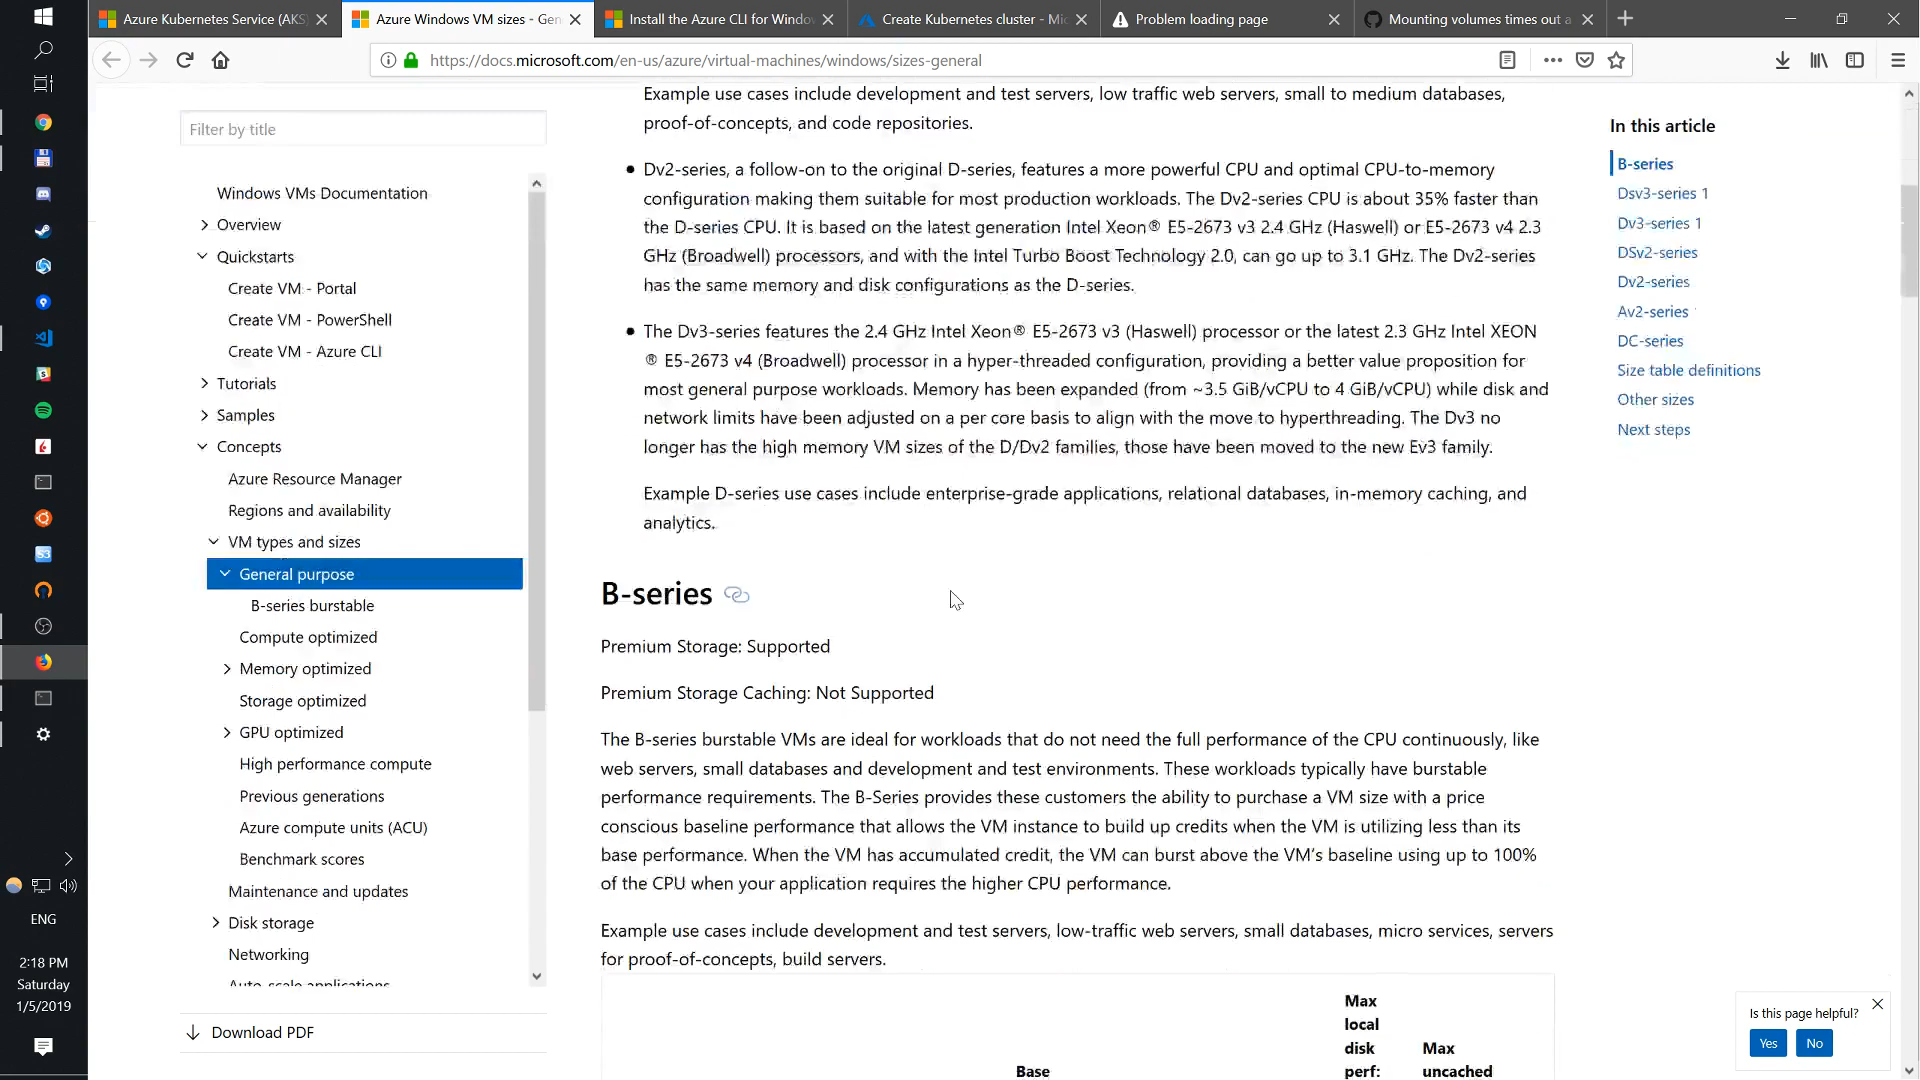 Azure Kubernetes Service (AKS
Azure Windows VM sizes - Gen
Install the Azure CLI for Windo
Create Kubernetes cluster - Mic
Problem loading page
Mounting volumes times out a
https://docs.microsoft.com/en-us/azure/virtual-machines/windows/sizes-general
Filter by title
Windows VMs Documentation
Overview
Quickstarts
Create VM - Portal
Create VM - PowerShell
Create VM - Azure CLI
Tutorials
Samples
Concepts
Azure Resource Manager
Regions and availability
VM types and sizes
General purpose
B-series burstable
Compute optimized
Memory optimized
Storage optimized
GPU optimized
High performance compute
Previous generations
Azure compute units (ACU)
Benchmark scores
Maintenance and updates
Disk storage
Networking
Auto-scale applications
Download PDF
Example use cases include development and test servers, low traffic web servers, small to medium databases,
proof-of-concepts, and code repositories.
Dv2-series, a follow-on to the original D-series, features a more powerful CPU and optimal CPU-to-memory
configuration making them suitable for most production workloads. The Dv2-series CPU is about 35% faster than
the D-series CPU. It is based on the latest generation Intel Xeon® E5-2673 v3 2.4 GHz (Haswell) or E5-2673 v4 2.3
GHz (Broadwell) processors, and with the Intel Turbo Boost Technology 2.0, can go up to 3.1 GHz. The Dv2-series
has the same memory and disk configurations as the D-series.
The Dv3-series features the 2.4 GHz Intel Xeon® E5-2673 v3 (Haswell) processor or the latest 2.3 GHz Intel XEON
® E5-2673 v4 (Broadwell) processor in a hyper-threaded configuration, providing a better value proposition for
most general purpose workloads. Memory has been expanded (from ~3.5 GiB/vCPU to 4 GiB/vCPU) while disk and
network limits have been adjusted on a per core basis to align with the move to hyperthreading. The Dv3 no
longer has the high memory VM sizes of the D/Dv2 families, those have been moved to the new Ev3 family.
Example D-series use cases include enterprise-grade applications, relational databases, in-memory caching, and
analytics.
B-series
Premium Storage: Supported
Premium Storage Caching: Not Supported
The B-series burstable VMs are ideal for workloads that do not need the full performance of the CPU continuously, like
web servers, small databases and development and test environments. These workloads typically have burstable
performance requirements. The B-Series provides these customers the ability to purchase a VM size with a price
conscious baseline performance that allows the VM instance to build up credits when the VM is utilizing less than its
base performance. When the VM has accumulated credit, the VM can burst above the VM’s baseline using up to 100%
of the CPU when your application requires the higher CPU performance.
Example use cases include development and test servers, low-traffic web servers, small databases, micro services, servers
for proof-of-concepts, build servers.
Max
local
disk
Max
perf:
uncached
Base
In this article
B-series
Dsv3-series 1
Dv3-series 1
DSv2-series
Dv2-series
Av2-series
DC-series
Size table definitions
Other sizes
Next steps
Is this page helpful?
Yes
No
ENG
2:18 PM
Saturday
1/5/2019